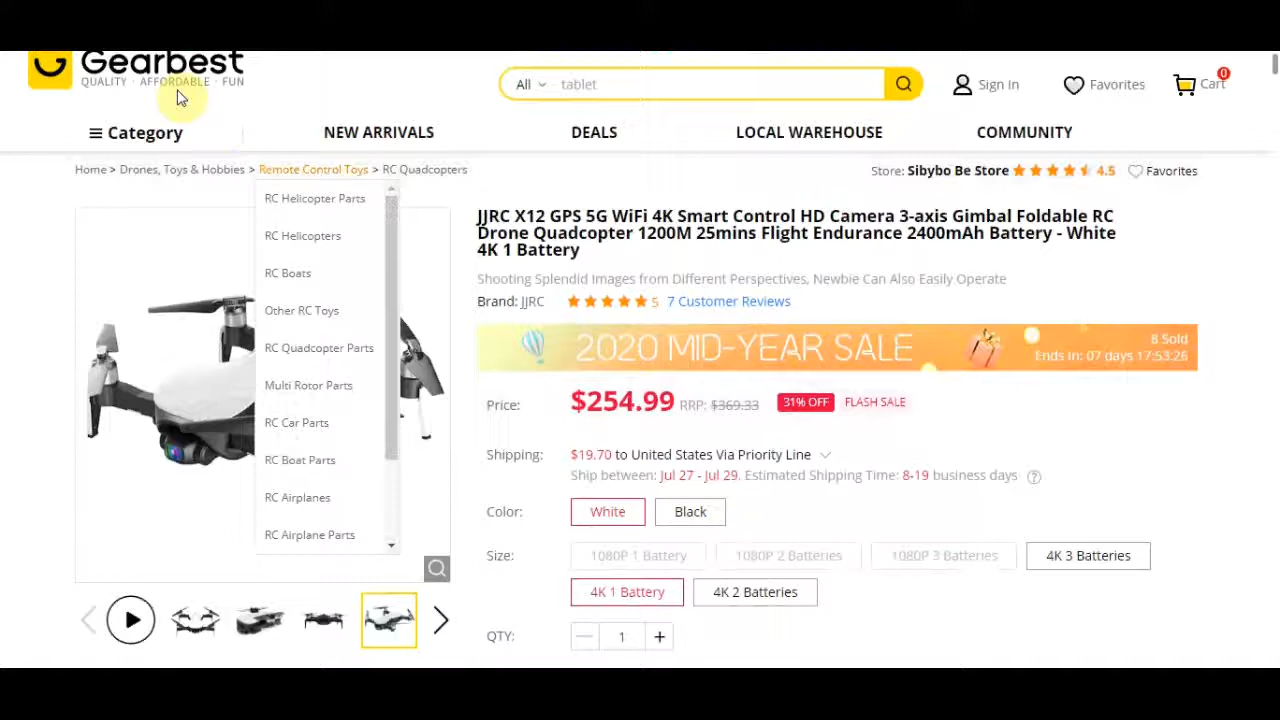 Gearbest
QUALITY · AFFORDABLE · FUN
All tablet
Sign In
Favorites
0
Cart
Category
NEW ARRIVALS
DEALS
LOCAL WAREHOUSE
COMMUNITY
Home > Drones, Toys & Hobbies > Remote Control Toys > RC Quadcopters
Store: Sibybo Be Store 4.5 Favorites
RC Helicopter Parts
RC Helicopters
RC Boats
Other RC Toys
RC Quadcopter Parts
Multi Rotor Parts
RC Car Parts
RC Boat Parts
RC Airplanes
RC Airplane Parts
JJRC X12 GPS 5G WiFi 4K Smart Control HD Camera 3-axis Gimbal Foldable RC
Drone Quadcopter 1200M 25mins Flight Endurance 2400mAh Battery - White
4K 1 Battery
Shooting Splendid Images from Different Perspectives, Newbie Can Also Easily Operate
Brand: JJRC 5 7 Customer Reviews
2020 MID-YEAR SALE
8 Sold
Ends In: 07 days 17:53:26
Price: $254.99 RRP: $369.33 31% OFF FLASH SALE
Shipping: $19.70 to United States Via Priority Line
Ship between: Jul 27 - Jul 29. Estimated Shipping Time: 8-19 business days ?
Color: White Black
Size: 1080P 1 Battery 1080P 2 Batteries 1080P 3 Batteries 4K 3 Batteries
4K 1 Battery 4K 2 Batteries
QTY: — 1 +